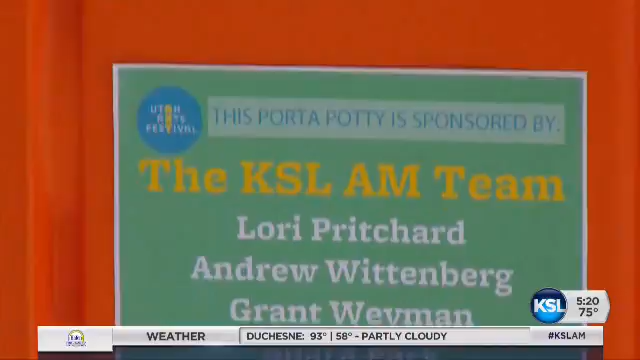 UTAH
ARTS
FESTIVAL
THIS PORTA POTTY IS SPONSORED BY:
The KSL AM Team
Lori Pritchard
Andrew Wittenberg
Grant Weyman
KSL
5:20
75°
#KSLAM
WEATHER
DUCHESNE: 93° | 58° - PARTLY CLOUDY